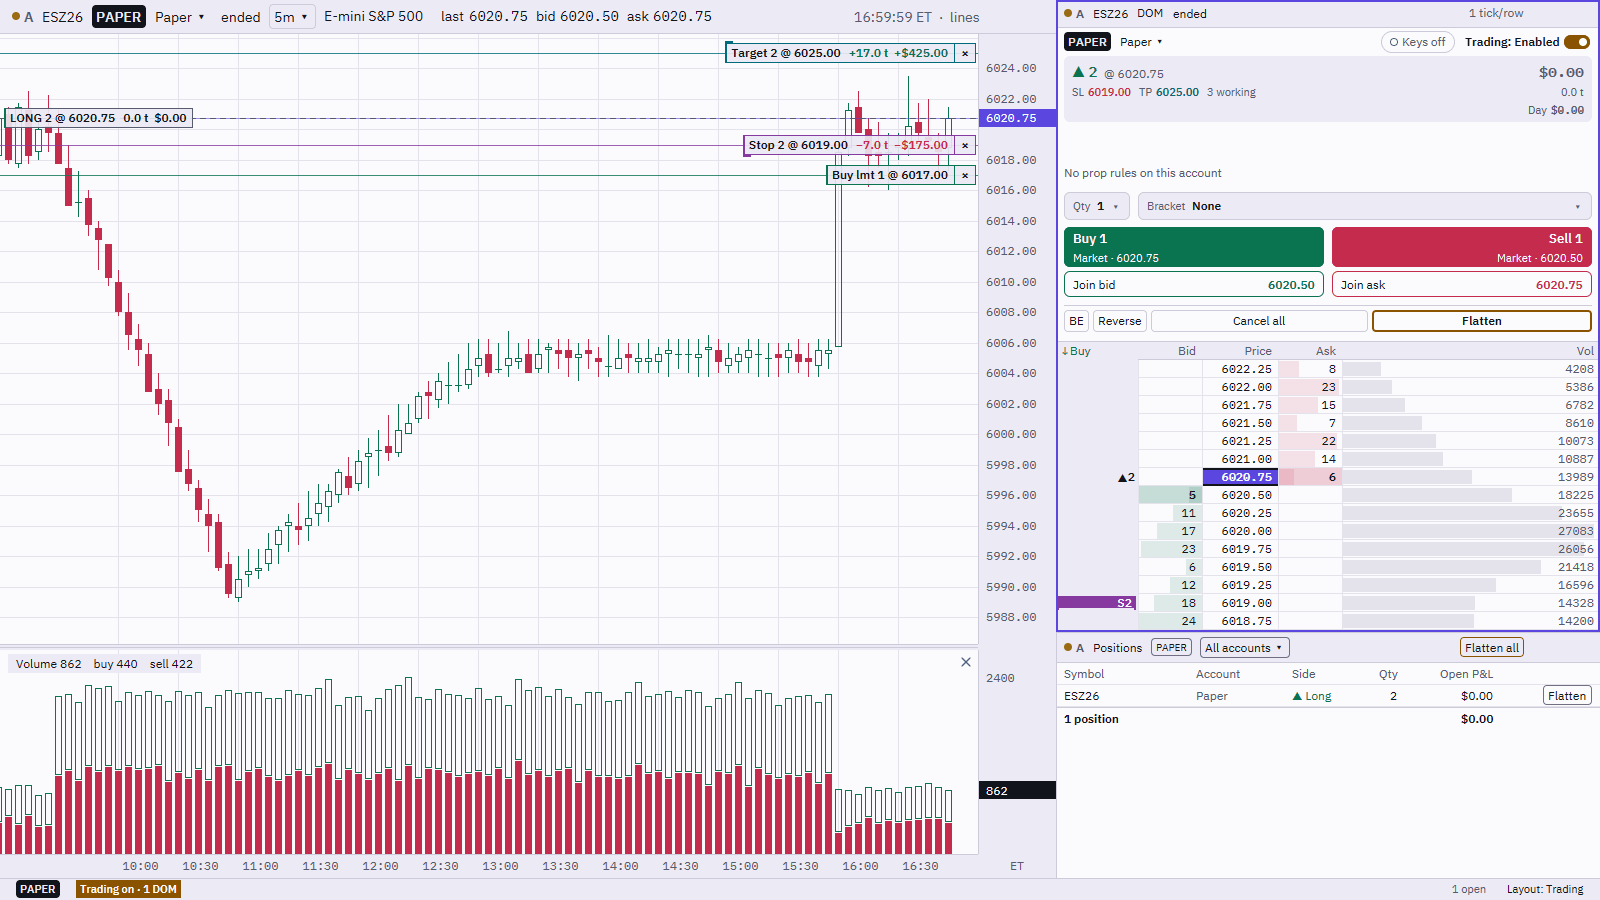 A ESZ26 PAPER Paper ended 5m E-mini S&P 500 last 6020.75 bid 6020.50 ask 6020.75 16:59:59 ET · lines
Target 2 @ 6025.00 +17.0 t +$425.00 ×
LONG 2 @ 6020.75 0.0 t $0.00
Stop 2 @ 6019.00 −7.0 t −$175.00 ×
Buy lmt 1 @ 6017.00 ×
6024.00
6022.00
6020.75
6018.00
6016.00
6014.00
6012.00
6010.00
6008.00
6006.00
6004.00
6002.00
6000.00
5998.00
5996.00
5994.00
5992.00
5990.00
5988.00
Volume 862 buy 440 sell 422
2400
862
10:00 10:30 11:00 11:30 12:00 12:30 13:00 13:30 14:00 14:30 15:00 15:30 16:00 16:30 ET
A ESZ26 DOM ended 1 tick/row
PAPER Paper Keys off Trading: Enabled
2 @ 6020.75 $0.00
SL 6019.00 TP 6025.00 3 working 0.0 t
Day $0.00
No prop rules on this account
Qty 1 Bracket None
Buy 1 Sell 1
Market · 6020.75 Market · 6020.50
Join bid 6020.50 Join ask 6020.75
BE Reverse Cancel all Flatten
↓Buy Bid Price Ask Vol
6022.25 8 4208
6022.00 23 5386
6021.75 15 6782
6021.50 7 8610
6021.25 22 10073
6021.00 14 10887
▲2 6020.75 6 13989
5 6020.50 18225
11 6020.25 23655
17 6020.00 27083
23 6019.75 26056
6 6019.50 21418
12 6019.25 16596
S2 18 6019.00 14328
24 6018.75 14200
A Positions PAPER All accounts Flatten all
Symbol Account Side Qty Open P&L
ESZ26 Paper ▲ Long 2 $0.00 Flatten
1 position $0.00
PAPER Trading on · 1 DOM 1 open Layout: Trading